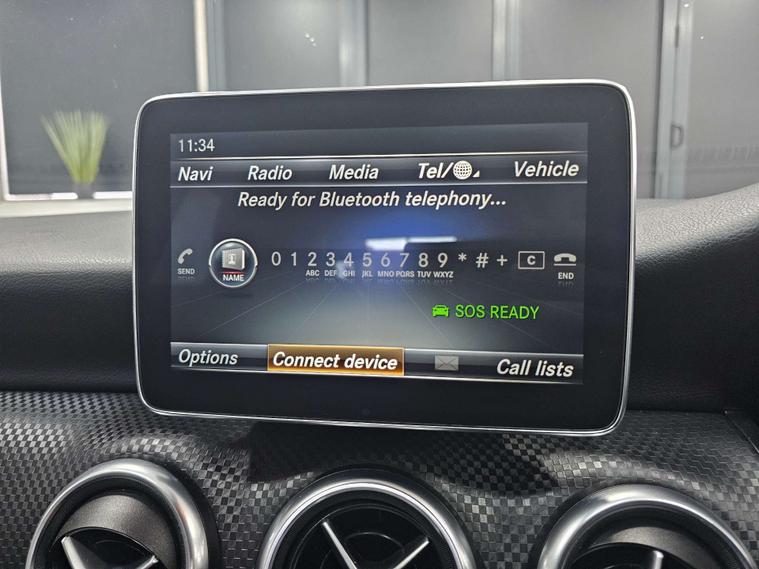 11:34
Navi Radio Media Tel/ Vehicle
Ready for Bluetooth telephony...
SEND NAME 0 1 2 3 4 5 6 7 8 9 * # + C END
ABC DEF GHI JKL MNO PQRS TUV WXYZ
SOS READY
Options Connect device Call lists